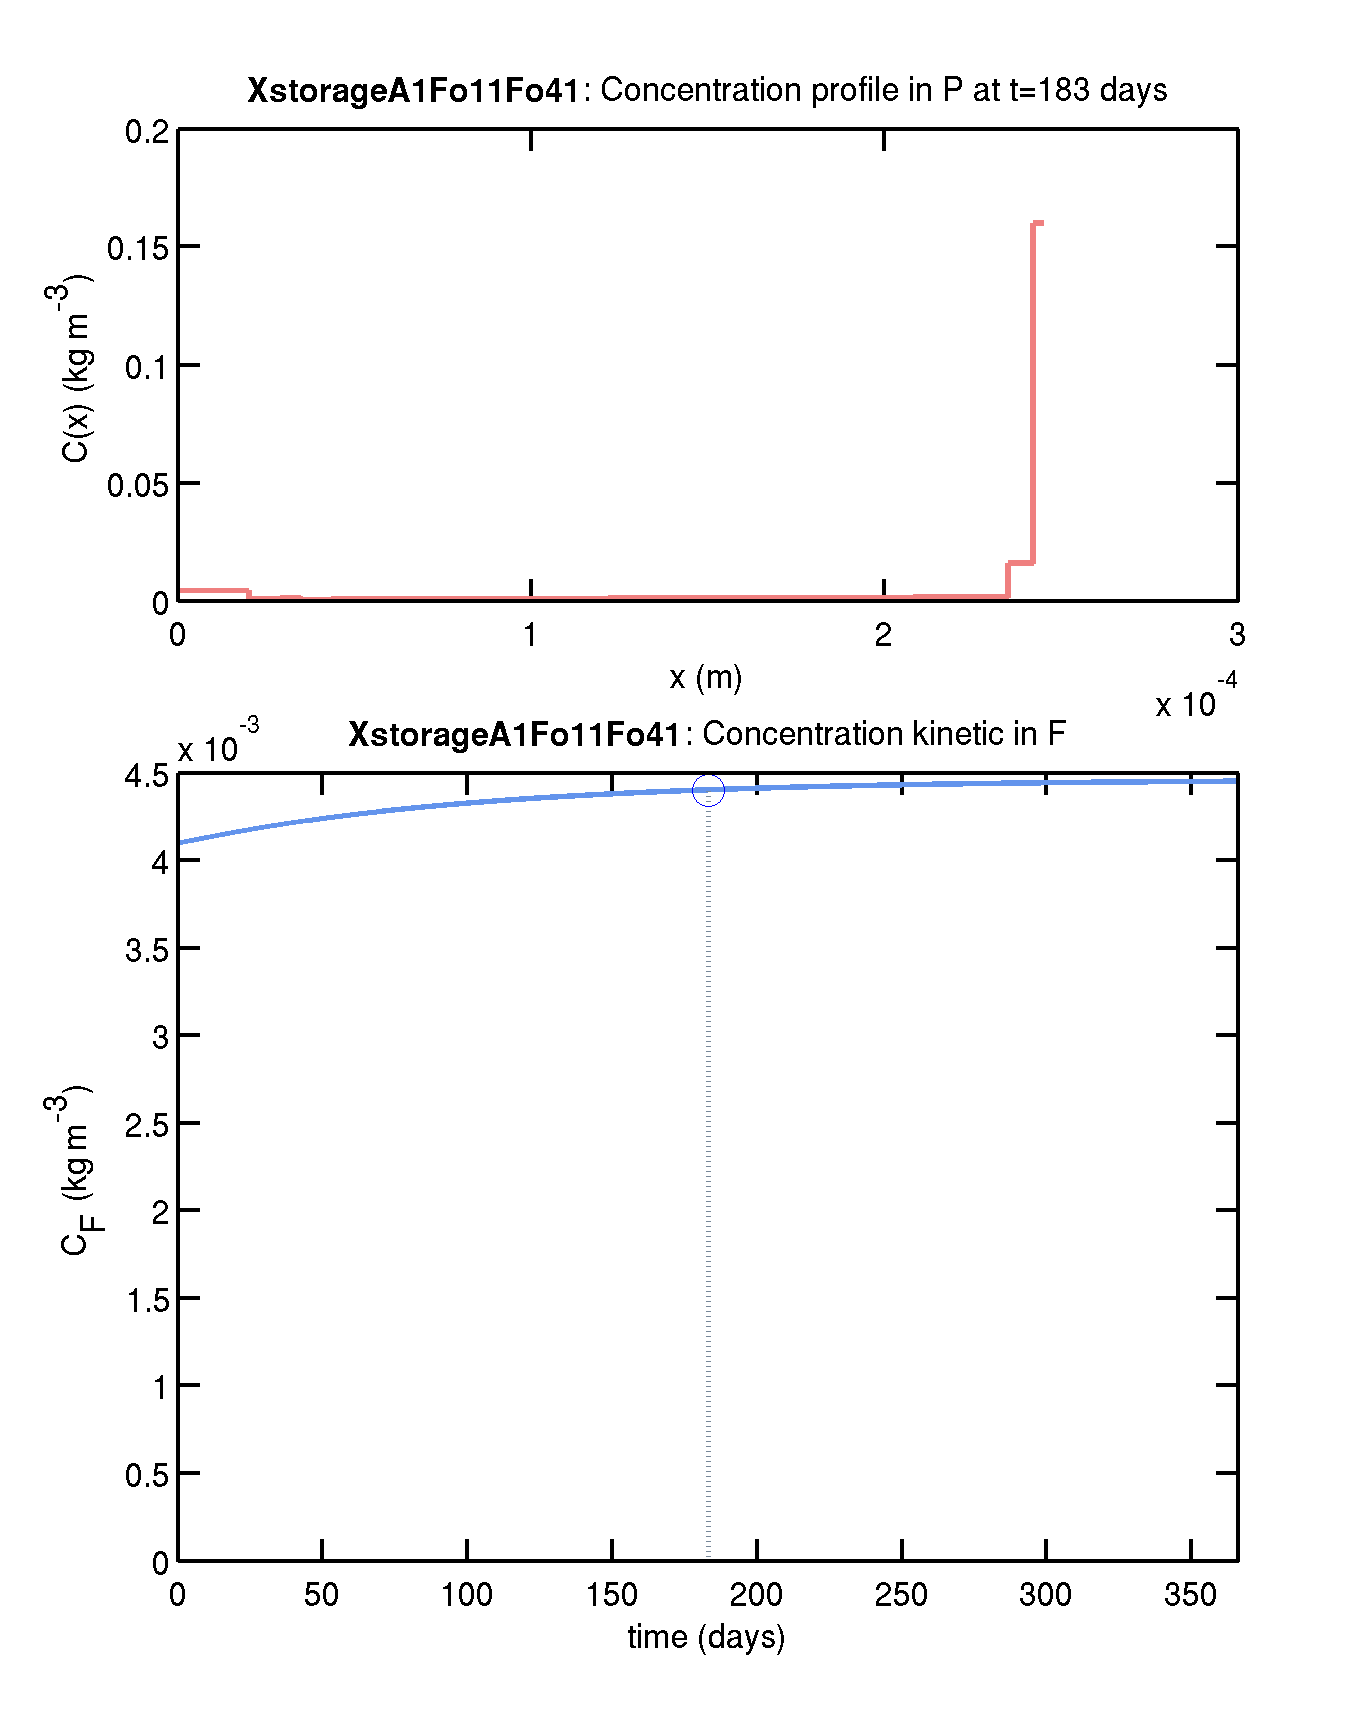 XstorageA1Fo11Fo41: Concentration profile in P at t=183 days
0.2
0.15
0.1
0.05
0
C(x) (kg m-3)
0 1 2 3
x (m)
x 10-4
XstorageA1Fo11Fo41: Concentration kinetic in F
x 10-3
4.5
4
3.5
3
2.5
2
1.5
1
0.5
0
CF (kg m-3)
0 50 100 150 200 250 300 350
time (days)